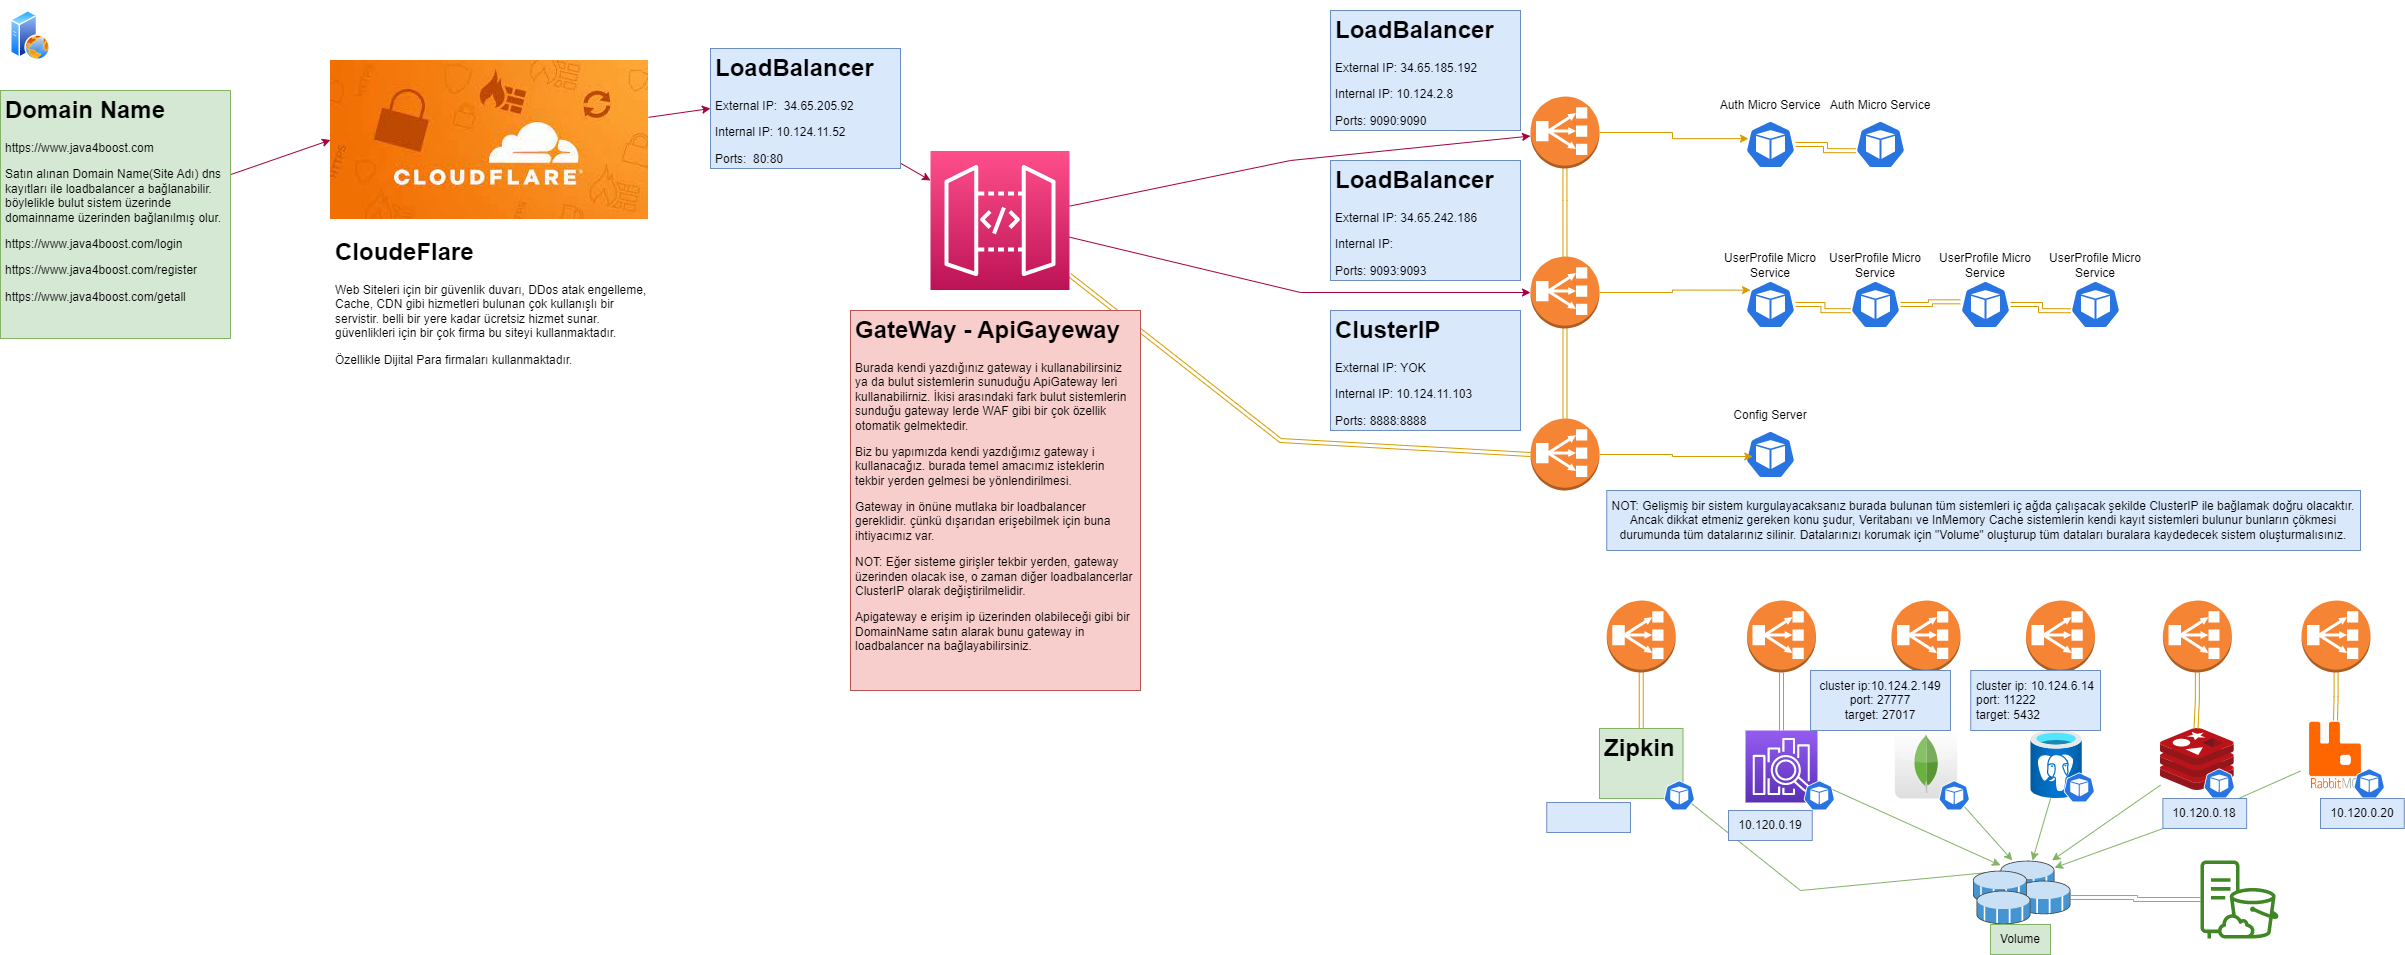 Domain Name
https://www.java4boost.com
Satın alınan Domain Name(Site Adı) dns
kayıtları ile loadbalancer a bağlanabilir.
böylelikle bulut sistem üzerinde
domainname üzerinden bağlanılmış olur.
https://www.java4boost.com/login
https://www.java4boost.com/register
https://www.java4boost.com/getall
HTTPS
CLOUDFLARE
CloudeFlare
Web Siteleri için bir güvenlik duvarı, DDos atak engelleme,
Cache, CDN gibi hizmetleri bulunan çok kullanışlı bir
servistir. belli bir yere kadar ücretsiz hizmet sunar.
güvenlikleri için bir çok firma bu siteyi kullanmaktadır.
Özellikle Dijital Para firmaları kullanmaktadır.
LoadBalancer
External IP: 34.65.205.92
Internal IP: 10.124.11.52
Ports: 80:80
GateWay - ApiGayeway
Burada kendi yazdığınız gateway i kullanabilirsiniz
ya da bulut sistemlerin sunuduğu ApiGateway leri
kullanabilirniz. İkisi arasındaki fark bulut sistemlerin
sunduğu gateway lerde WAF gibi bir çok özellik
otomatik gelmektedir.
Biz bu yapımızda kendi yazdığımız gateway i
kullanacağız. burada temel amacımız isteklerin
tekbir yerden gelmesi be yönlendirilmesi.
Gateway in önüne mutlaka bir loadbalancer
gereklidir. çünkü dışarıdan erişebilmek için buna
ihtiyacımız var.
NOT: Eğer sisteme girişler tekbir yerden, gateway
üzerinden olacak ise, o zaman diğer loadbalancerlar
ClusterIP olarak değiştirilmelidir.
Apigateway e erişim ip üzerinden olabileceği gibi bir
DomainName satın alarak bunu gateway in
loadbalancer na bağlayabilirsiniz.
LoadBalancer
External IP: 34.65.185.192
Internal IP: 10.124.2.8
Ports: 9090:9090
LoadBalancer
External IP: 34.65.242.186
Internal IP:
Ports: 9093:9093
ClusterIP
External IP: YOK
Internal IP: 10.124.11.103
Ports: 8888:8888
Auth Micro Service
Auth Micro Service
UserProfile Micro
Service
UserProfile Micro
Service
UserProfile Micro
Service
UserProfile Micro
Service
Config Server
NOT: Gelişmiş bir sistem kurgulayacaksanız burada bulunan tüm sistemleri iç ağda çalışacak şekilde ClusterIP ile bağlamak doğru olacaktır.
Ancak dikkat etmeniz gereken konu şudur, Veritabanı ve InMemory Cache sistemlerin kendi kayıt sistemleri bulunur bunların çökmesi
durumunda tüm datalarınız silinir. Datalarınızı korumak için "Volume" oluşturup tüm dataları buralara kaydedecek sistem oluşturmalısınız.
cluster ip:10.124.2.149
port: 27777
target: 27017
cluster ip: 10.124.6.14
port: 11222
target: 5432
Zipkin
10.120.0.19
10.120.0.18
10.120.0.20
Volume